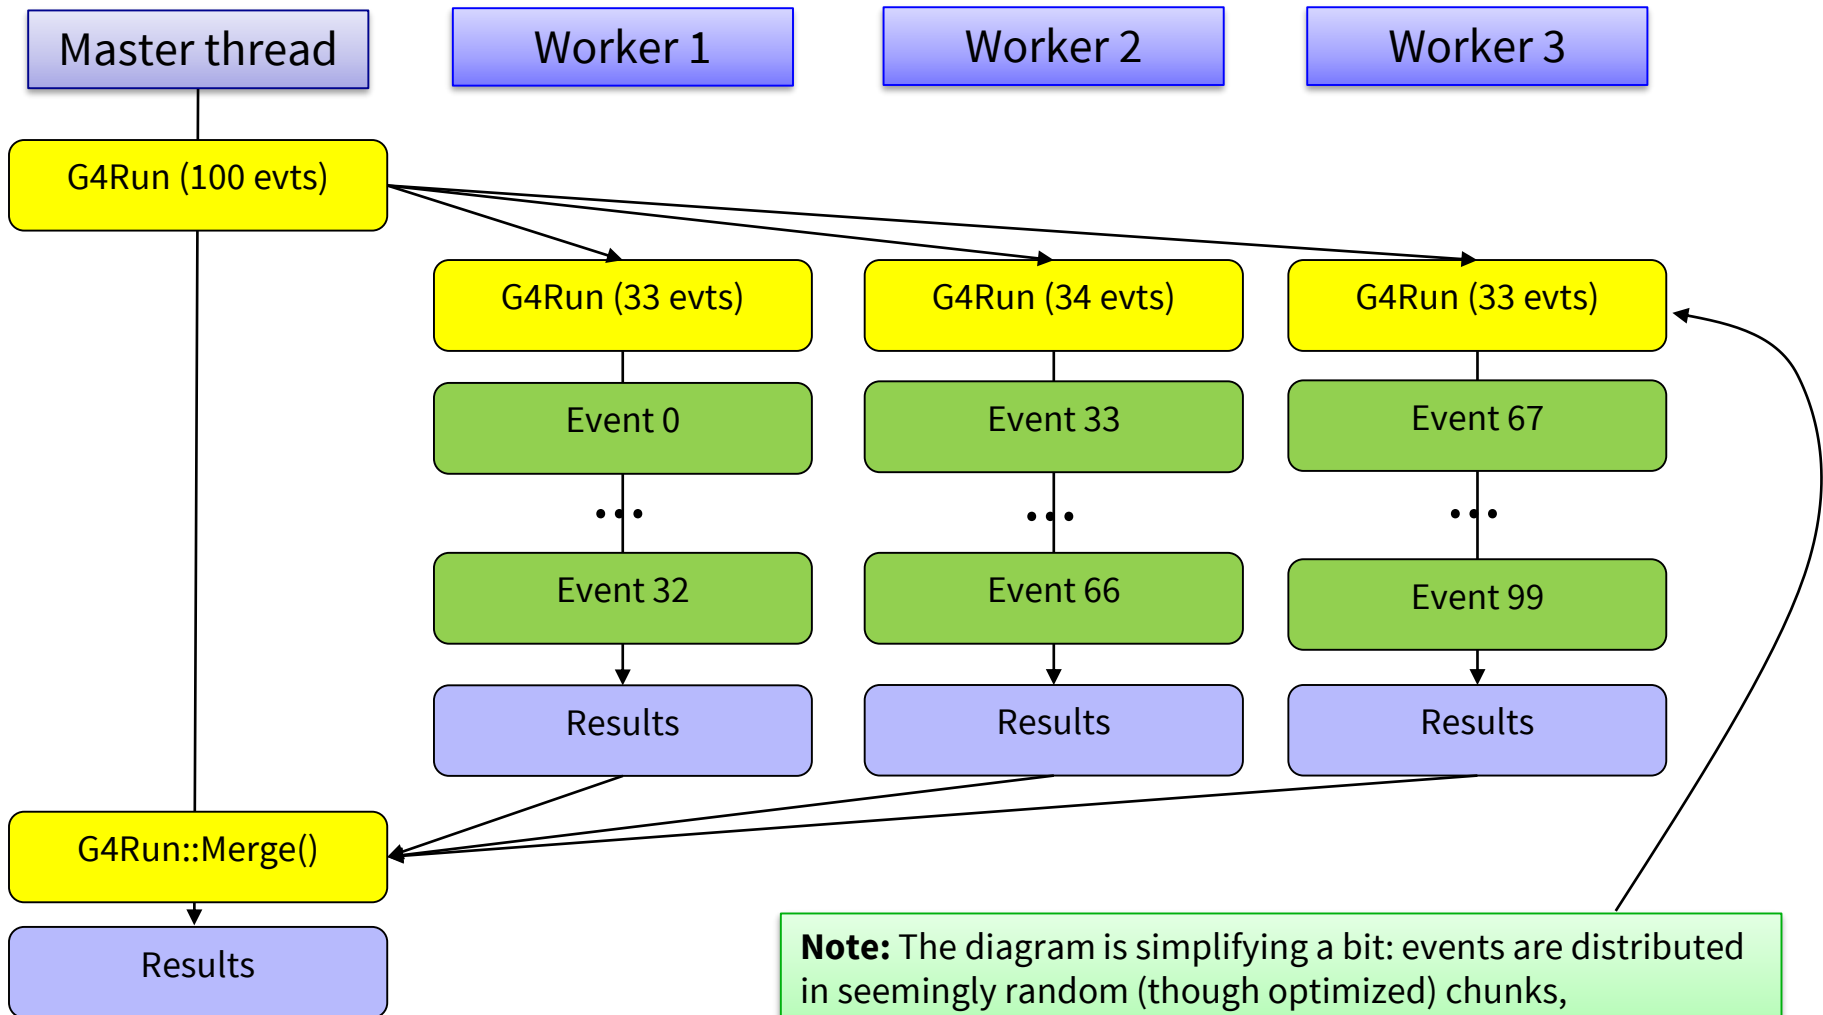 Master thread
Worker 1
Worker 2
Worker 3
G4Run (100 evts)
G4Run (33 evts)
G4Run (34 evts)
G4Run (33 evts)
Event 0
Event 33
Event 67
...
...
...
Event 32
Event 66
Event 99
Results
Results
Results
G4Run::Merge()
Results
Note: The diagram is simplifying a bit: events are distributed
in seemingly random (though optimized) chunks,